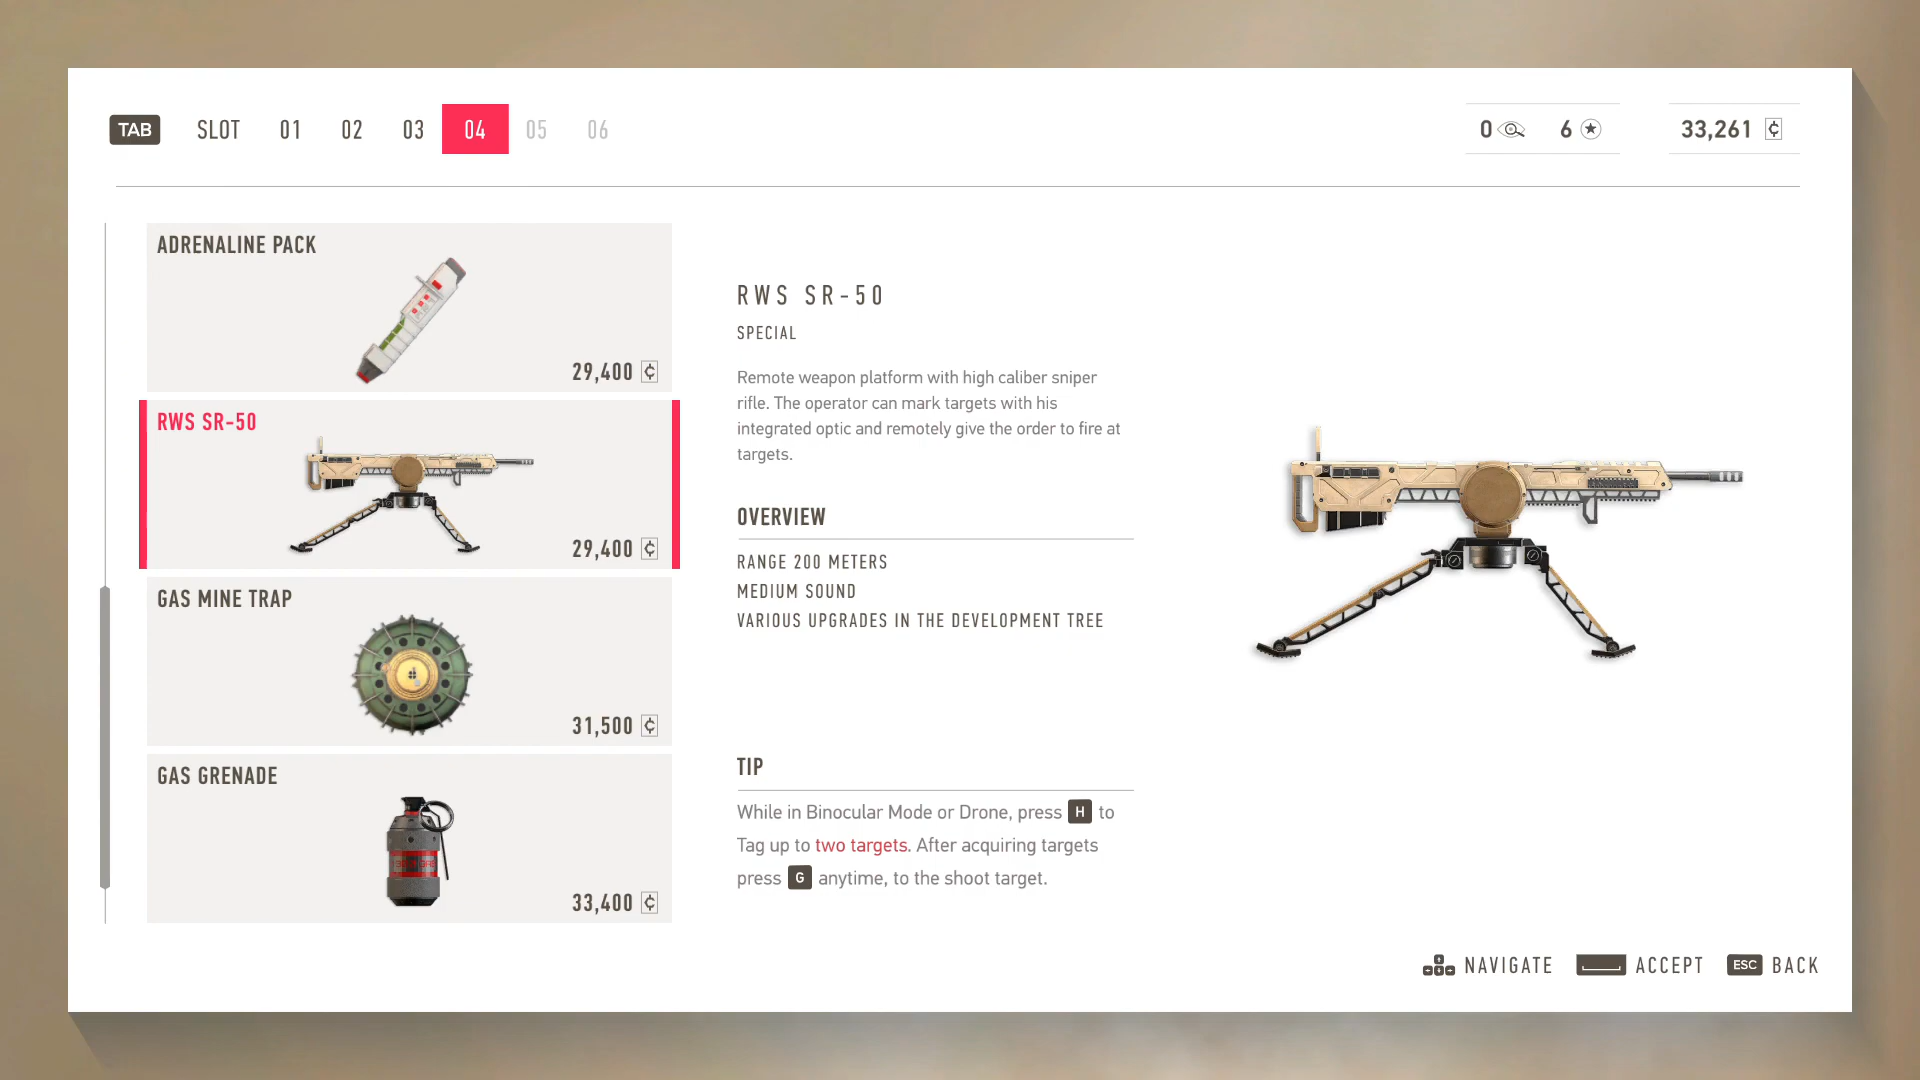 TAB SLOT 01 02 03 04 05 06
0 6 33,261
ADRENALINE PACK
29,400
RWS SR-50
29,400
GAS MINE TRAP
31,500
GAS GRENADE
33,400
RWS SR-50
SPECIAL
Remote weapon platform with high caliber sniper
rifle. The operator can mark targets with his
integrated optic and remotely give the order to fire at
targets.
OVERVIEW
RANGE 200 METERS
MEDIUM SOUND
VARIOUS UPGRADES IN THE DEVELOPMENT TREE
TIP
While in Binocular Mode or Drone, press H to
Tag up to two targets. After acquiring targets
press G anytime, to the shoot target.
NAVIGATE ACCEPT ESC BACK